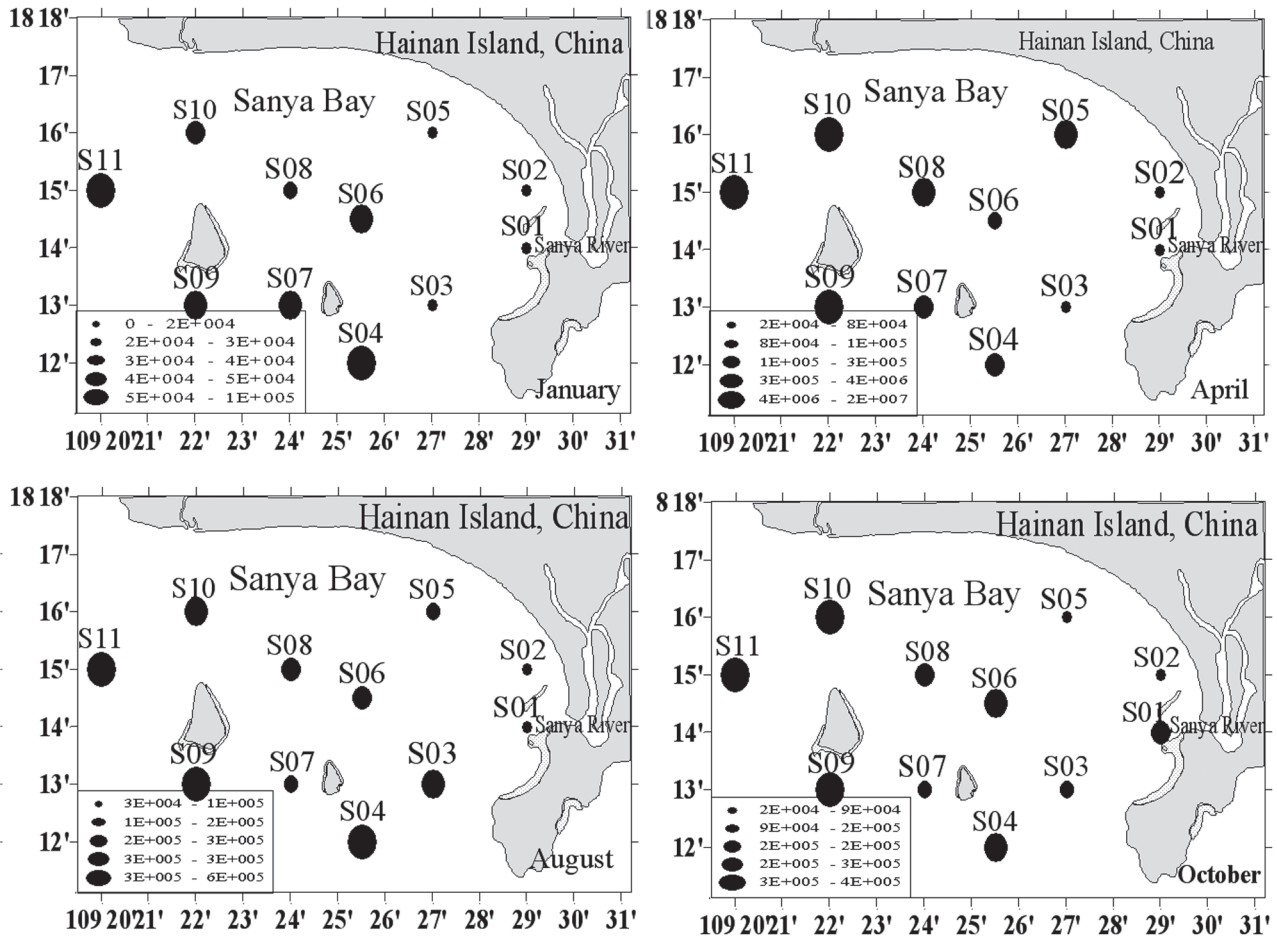 18 18'
Hainan Island, China
17'
Sanya Bay
S10
S05
16'
S11
S08
S02
15'
S06
S01
14'
Sanya River
S09
S07
S03
13'
0 - 2E+004
S04
2E+004 - 3E+004
12'
3E+004 - 4E+004
4E+004 - 5E+004
5E+004 - 1E+005
January
109 20'21' 22' 23' 24' 25' 26' 27' 28' 29' 30' 31'
18 18'
Hainan Island, China
17'
Sanya Bay
S10
S05
16'
S11
S08
S02
15'
S06
S01
14'
Sanya River
S09
S07
S03
13'
2E+004 - 8E+004
S04
8E+004 - 1E+005
12'
1E+005 - 3E+005
3E+005 - 4E+006
4E+006 - 2E+007
April
109 20'21' 22' 23' 24' 25' 26' 27' 28' 29' 30' 31'
18 18'
Hainan Island, China
17'
Sanya Bay
S10
S05
16'
S11
S08
S02
15'
S06
S01
14'
Sanya River
S09
S07
S03
13'
3E+004 - 1E+005
S04
1E+005 - 2E+005
12'
2E+005 - 3E+005
3E+005 - 3E+005
3E+005 - 6E+005
August
109 20'21' 22' 23' 24' 25' 26' 27' 28' 29' 30' 31'
8 18'
Hainan Island, China
17'
Sanya Bay
S10
S05
16'
S11
S08
S02
15'
S06
S01
14'
Sanya River
S09
S07
S03
13'
2E+004 - 9E+004
S04
9E+004 - 2E+005
12'
2E+005 - 2E+005
2E+005 - 3E+005
3E+005 - 4E+005
October
109 20'21' 22' 23' 24' 25' 26' 27' 28' 29' 30' 31'